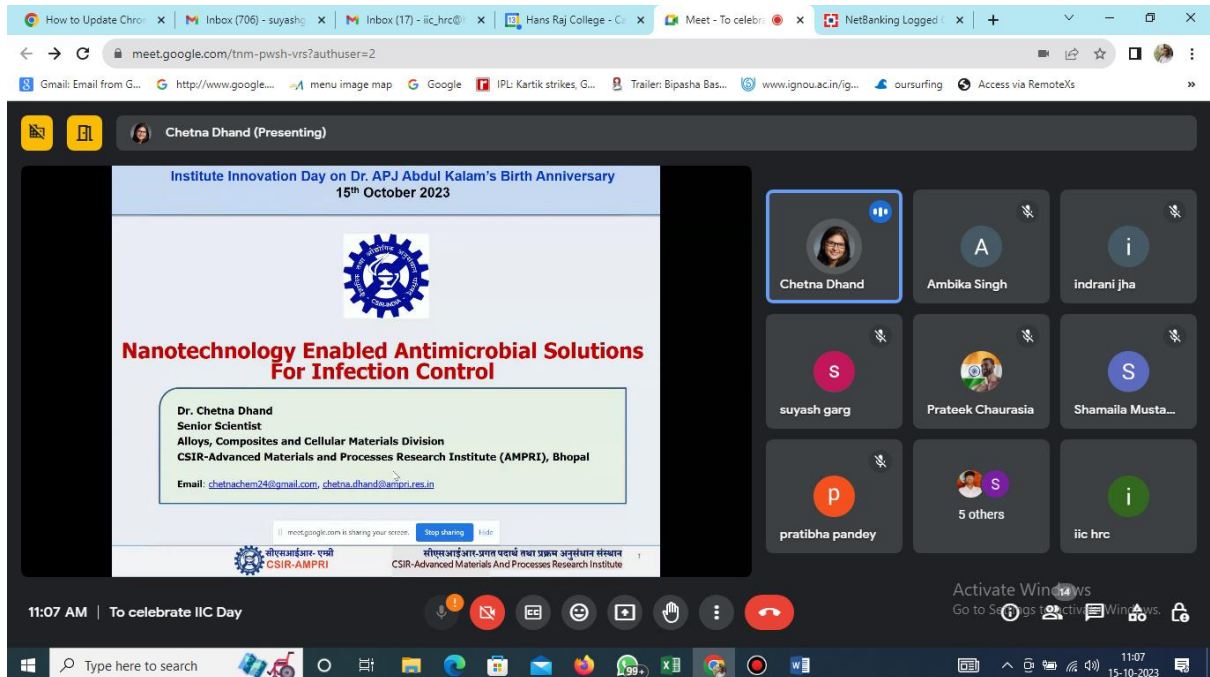 How to Update Chro
Inbox (706) - suyashg
Inbox (17) - iic_hrc@
Hans Raj College - Ca
Meet - To celebr
NetBanking Logged
meet.google.com/tnm-pwsh-vrs?authuser=2
Gmail: Email from G...
http://www.google....
menu image map
Google
IPL: Kartik strikes, G...
Trailer: Bipasha Bas...
www.ignou.ac.in/ig...
oursurfing
Access via RemoteXs
»
Chetna Dhand (Presenting)
Institute Innovation Day on Dr. APJ Abdul Kalam's Birth Anniversary
15th October 2023
CSIR-INDIA
Nanotechnology Enabled Antimicrobial Solutions
For Infection Control
Dr. Chetna Dhand
Senior Scientist
Alloys, Composites and Cellular Materials Division
CSIR-Advanced Materials and Processes Research Institute (AMPRI), Bhopal
Email: chetnachem24@gmail.com, chetna.dhand@ampri.res.in
meet.google.com is sharing your screen.
Stop sharing
Hide
सीएसआईआर- एम्प्री
CSIR-AMPRI
सीएसआईआर-प्रगत पदार्थ तथा प्रक्रम अनुसंधान संस्थान
CSIR-Advanced Materials And Processes Research Institute
1
Chetna Dhand
A
Ambika Singh
i
indrani jha
s
suyash garg
Prateek Chaurasia
S
Shamaila Musta...
p
pratibha pandey
S
5 others
i
iic hrc
Activate Windows
Go to Settings to activate Windows.
11:07 AM | To celebrate IIC Day
CC
14
Type here to search
99+
11:07
15-10-2023